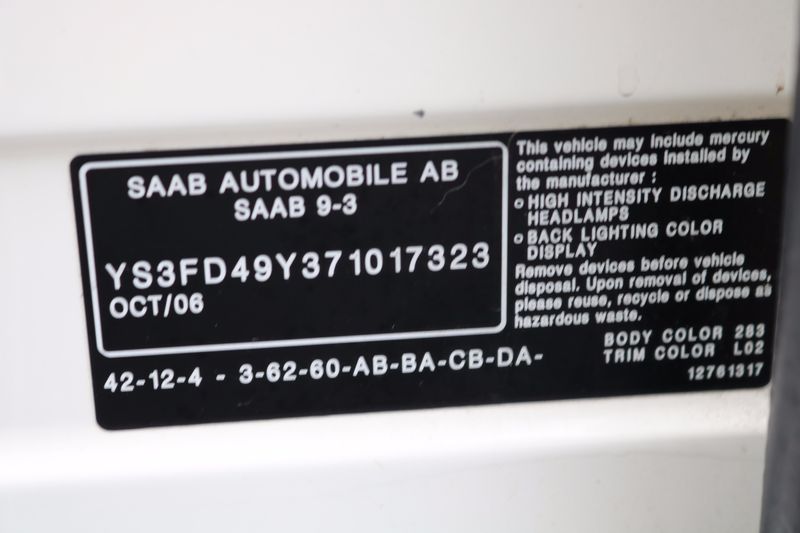 SAAB AUTOMOBILE AB
SAAB 9-3
YS3FD49Y371017323
OCT/06
42-12-4 - 3-62-60-AB-BA-CB-DA-
This vehicle may include mercury
containing devices installed by
the manufacturer :
o HIGH INTENSITY DISCHARGE
HEADLAMPS
o BACK LIGHTING COLOR
DISPLAY
Remove devices before vehicle
disposal. Upon removal of devices,
please reuse, recycle or dispose as
hazardous waste.
BODY COLOR 283
TRIM COLOR L02
12761317